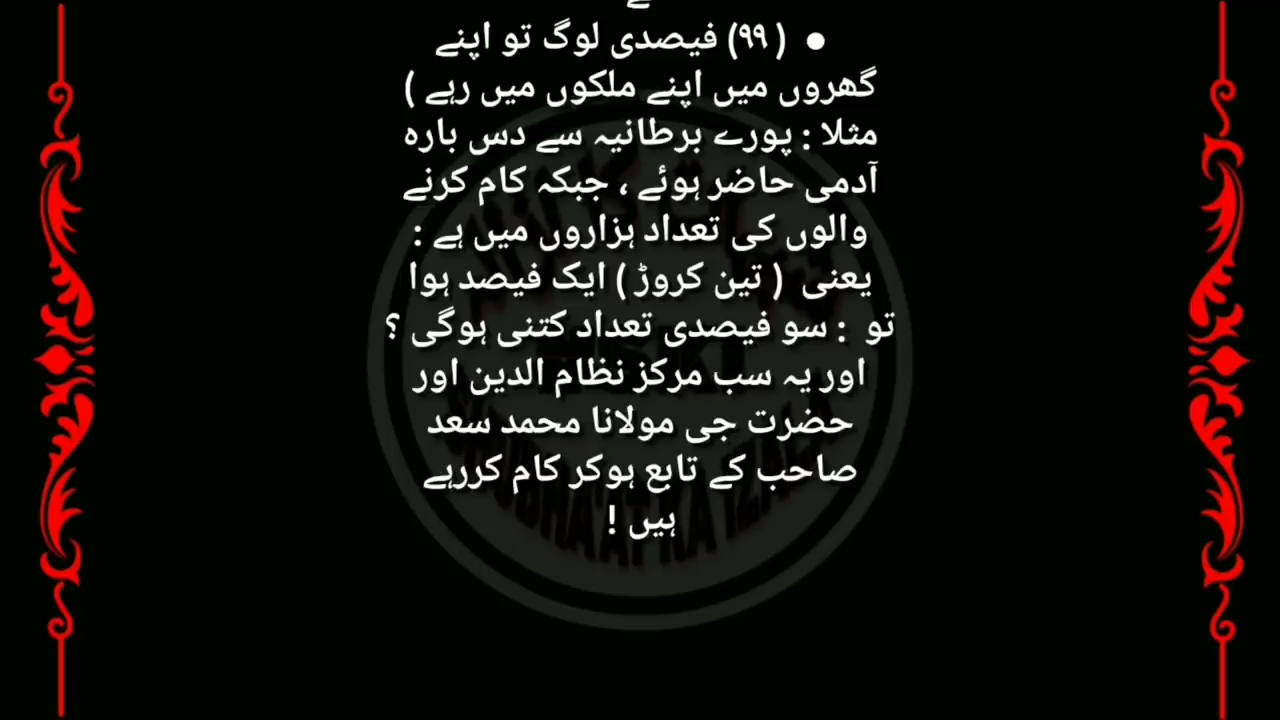 ● (۹۹) فیصدی لوگ تو اپنے
گھروں میں اپنے ملکوں میں رہے )
مثلا : پورے برطانیہ سے دس بارہ
آدمی حاضر ہوئے ، جبکہ کام کرنے
والوں کی تعداد ہزاروں میں ہے :
یعنی ( تین کروڑ ) ایک فیصد ہوا
تو : سو فیصدی تعداد کتنی ہوگی ؟
اور یہ سب مرکز نظام الدین اور
حضرت جی مولانا محمد سعد
صاحب کے تابع ہوکر کام کررہے
ہیں !